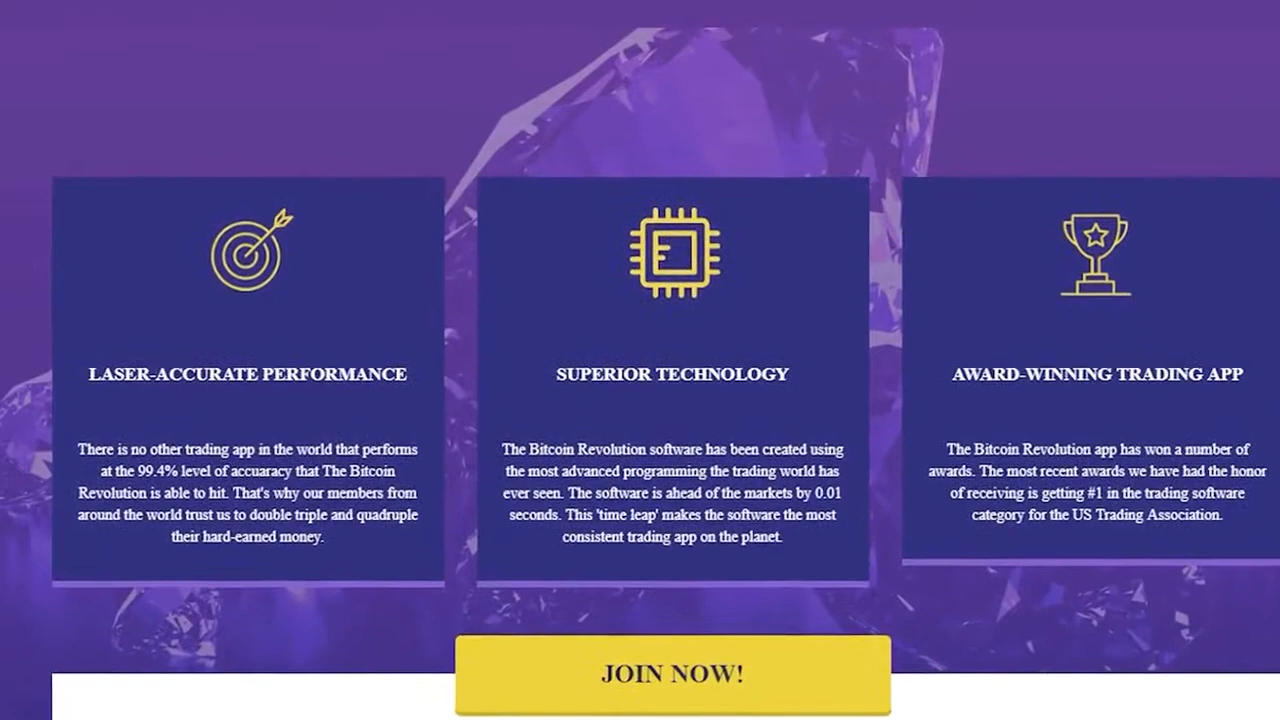 LASER-ACCURATE PERFORMANCE
There is no other trading app in the world that performs
at the 99.4% level of accuaracy that The Bitcoin
Revolution is able to hit. That's why our members from
around the world trust us to double triple and quadruple
their hard-earned money.
SUPERIOR TECHNOLOGY
The Bitcoin Revolution software has been created using
the most advanced programming the trading world has
ever seen. The software is ahead of the markets by 0.01
seconds. This 'time leap' makes the software the most
consistent trading app on the planet.
AWARD-WINNING TRADING APP
The Bitcoin Revolution app has won a number of
awards. The most recent awards we have had the honor
of receiving is getting #1 in the trading software
category for the US Trading Association.
JOIN NOW!